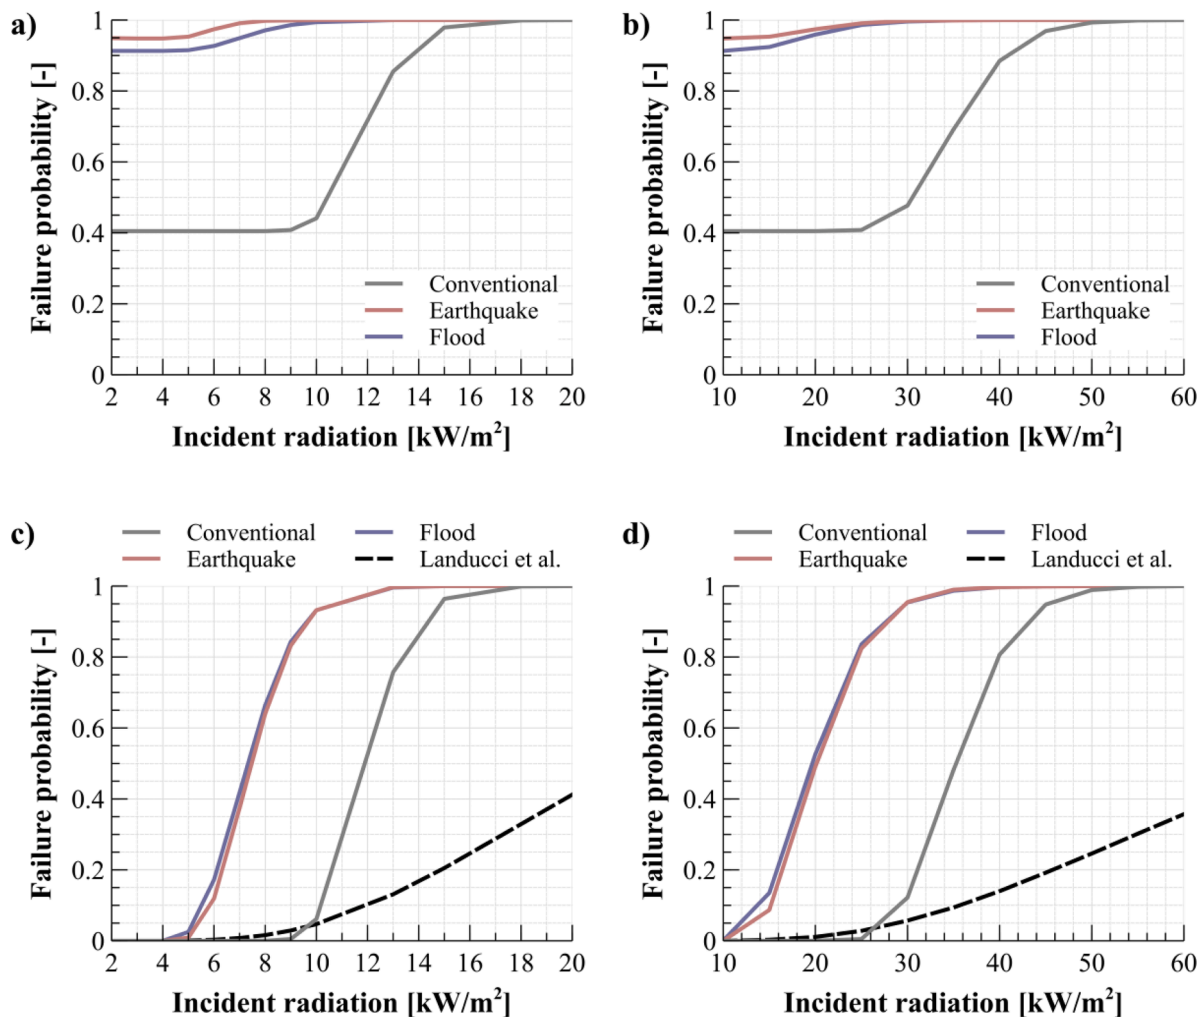 a)
Failure probability [-]
1
0.8
0.6
0.4
0.2
0
Conventional
Earthquake
Flood
2 4 6 8 10 12 14 16 18 20
Incident radiation [kW/m²]
b)
Failure probability [-]
1
0.8
0.6
0.4
0.2
0
Conventional
Earthquake
Flood
10 20 30 40 50 60
Incident radiation [kW/m²]
c)
Conventional Flood
Earthquake Landucci et al.
Failure probability [-]
1
0.8
0.6
0.4
0.2
0
2 4 6 8 10 12 14 16 18 20
Incident radiation [kW/m²]
d)
Conventional Flood
Earthquake Landucci et al.
Failure probability [-]
1
0.8
0.6
0.4
0.2
0
10 20 30 40 50 60
Incident radiation [kW/m²]